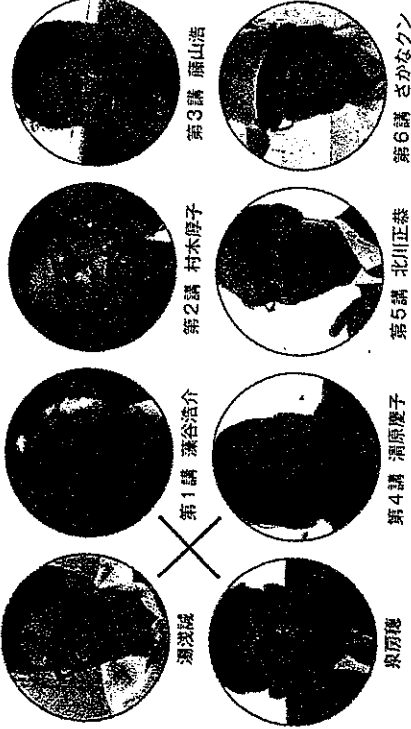 湯浅誠
第1講 藻谷浩介
第2講 村木厚子
第3講 藤山浩
泉房穂
第4講 清原慶子
第5講 北川正恭
第6講 さかなクン